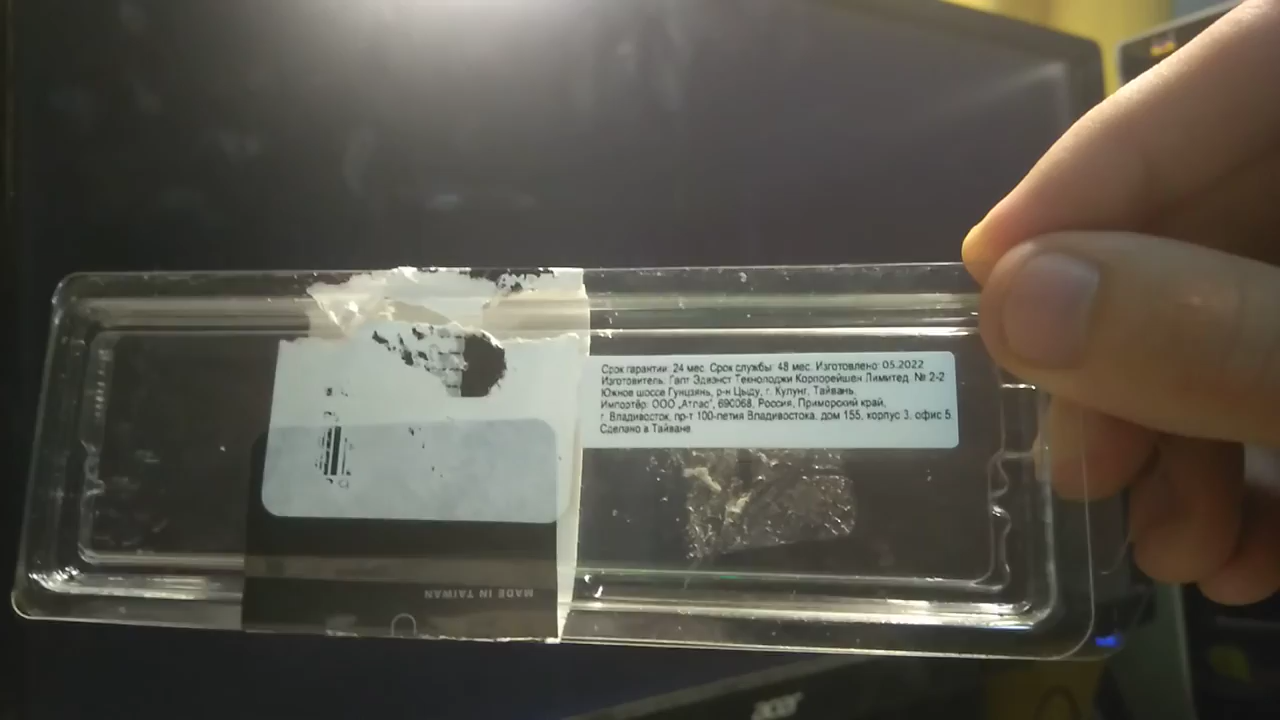 Срок гарантии: 24 мес. Срок службы: 48 мес. Изготовлено: 05.2022
Изготовитель: Гапт Эдвэнст Технолоджи Корпорейшен Лимитед. № 2-2
Южное шоссе Гунцзянь, р-н Цыду, г. Кулунг, Тайвань.
Импортёр: ООО „Атлас", 690068, Россия, Приморский край,
г. Владивосток, пр-т 100-летия Владивостока, дом 155, корпус 3, офис 5.
Сделано в Тайване
MADE IN TAIWAN
acer